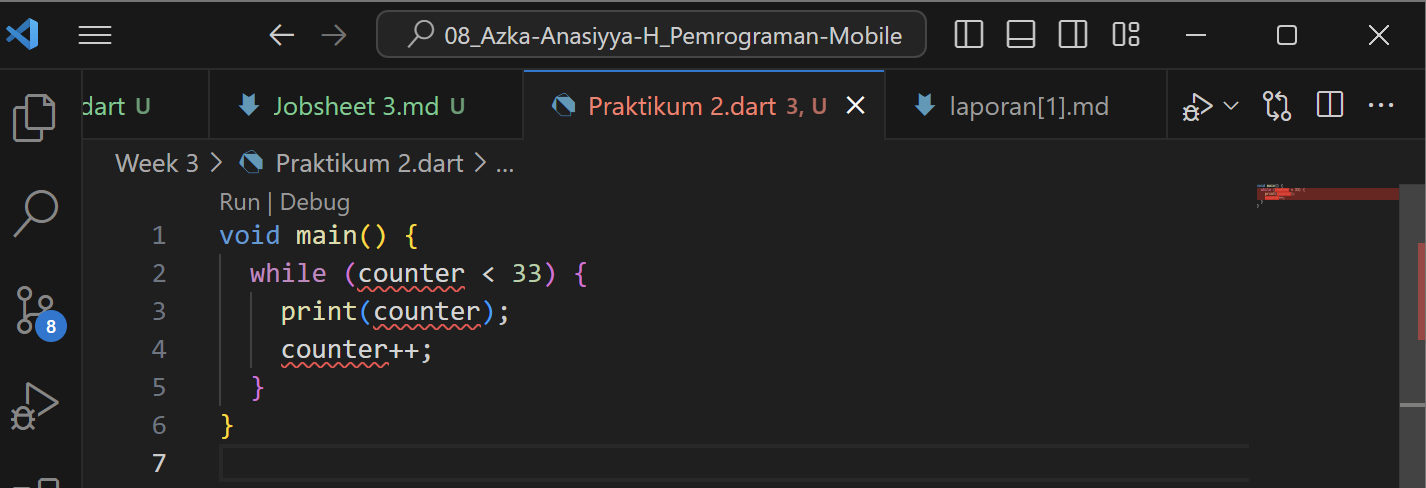 08_Azka-Anasiyya-H_Pemrograman-Mobile
dart U
Jobsheet 3.md U
Praktikum 2.dart 3, U
laporan[1].md
Week 3 > Praktikum 2.dart > ...
Run | Debug
1 void main() {
2 while (counter < 33) {
3 print(counter);
4 counter++;
5 }
6 }
7
8